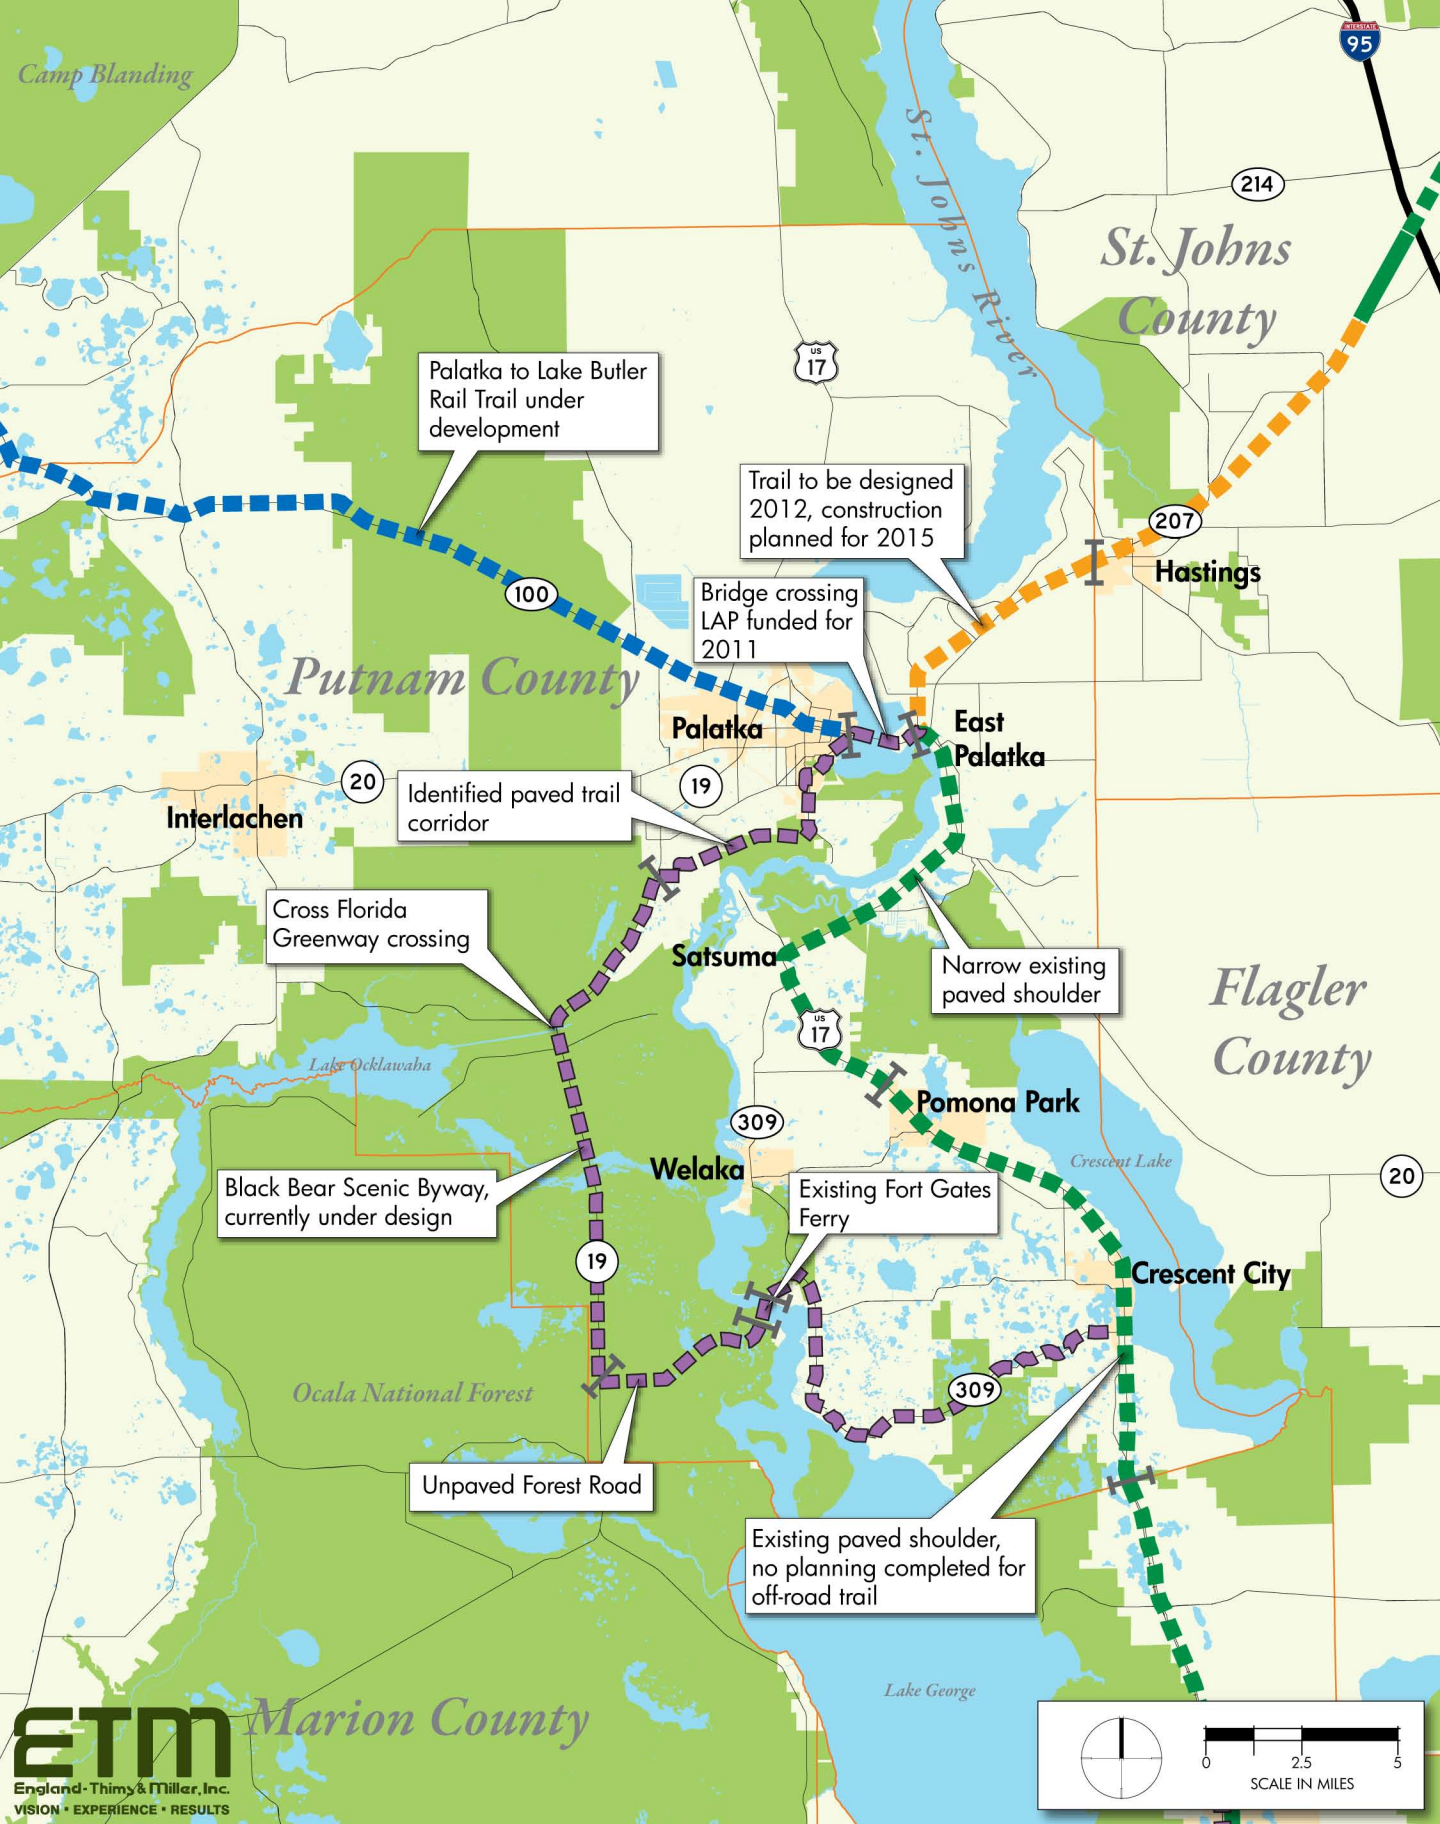 Camp Blanding
INTERSTATE
95
St. Johns River
214
St. Johns
County
US
17
Palatka to Lake Butler
Rail Trail under
development
Trail to be designed
2012, construction
planned for 2015
207
Hastings
Bridge crossing
LAP funded for
2011
100
Putnam County
Palatka
East
Palatka
20
Interlachen
19
Identified paved trail
corridor
Cross Florida
Greenway crossing
Satsuma
Narrow existing
paved shoulder
Flagler
County
US
17
Lake Ocklawaha
Pomona Park
309
Welaka
Crescent Lake
20
Black Bear Scenic Byway,
currently under design
Existing Fort Gates
Ferry
19
Crescent City
Ocala National Forest
309
Unpaved Forest Road
Existing paved shoulder,
no planning completed for
off-road trail
Lake George
Marion County
ETM
England-Thims & Miller, Inc.
VISION • EXPERIENCE • RESULTS
0 2.5 5
SCALE IN MILES